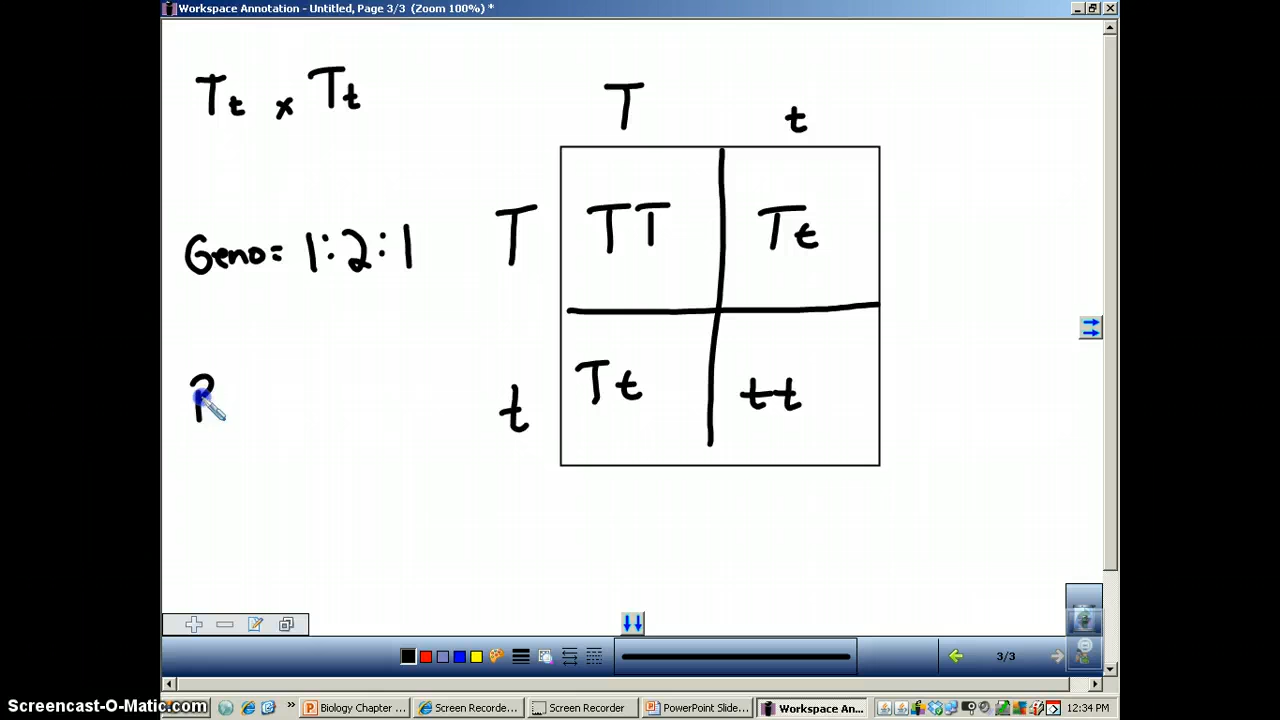 Workspace Annotation - Untitled, Page 3/3 (Zoom 100%) *
Tt x Tt
T t
Geno= 1:2:1
T TT Tt
P
t Tt tt
3/3
Screencast-O-Matic.com
Biology Chapter ...
Screen Recorde...
Screen Recorder
PowerPoint Slide...
Workspace An...
12:34 PM